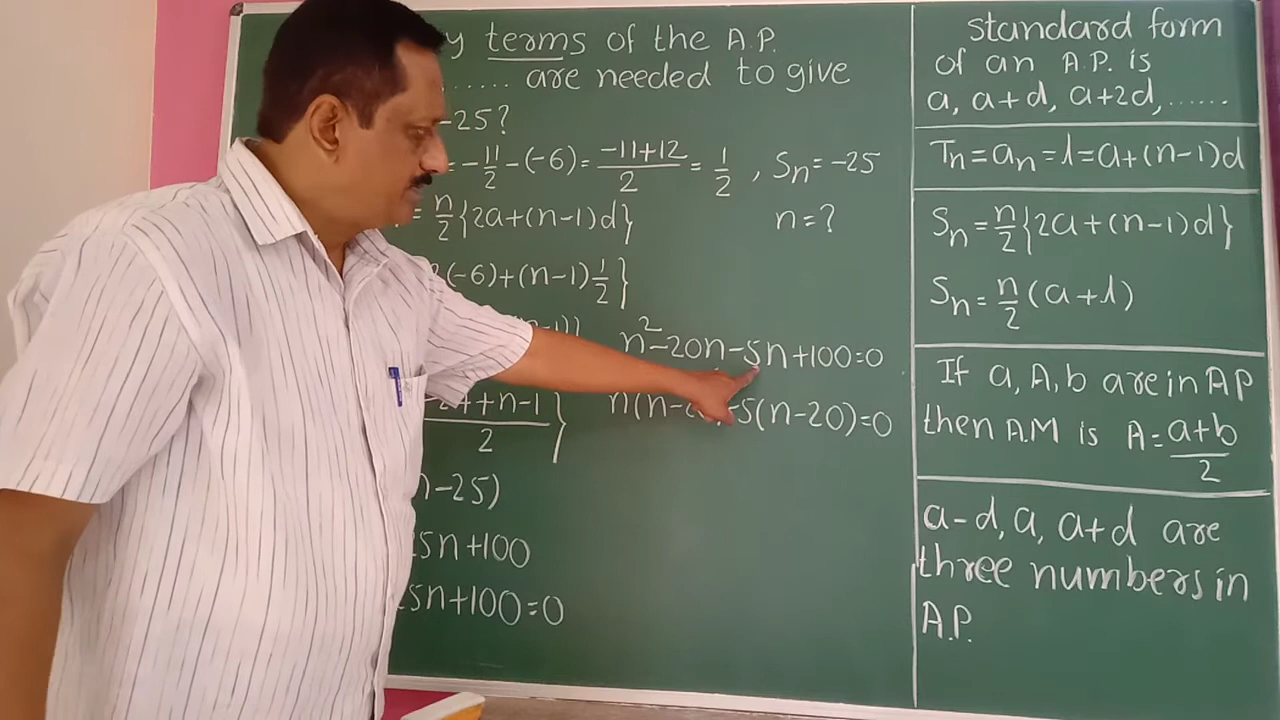 terms of the A.P.
...... are needed to give
-25?
= -11/2 - (-6) = (-11+12)/2 = 1/2 , Sn = -25
= n/2 {2a+(n-1)d}
n = ?
(-6)+(n-1) 1/2}
n² - 20n - 5n + 100 = 0
n(n- -5(n-20) = 0
+n-1 / 2 }
-25)
5n+100
5n+100 = 0
standard form
of an A.P. is
a, a+d, a+2d, ......
Tn = an = l = a+(n-1)d
Sn = n/2 {2a+(n-1)d}
Sn = n/2 (a+l)
If a, A, b are in AP
then A.M is A = (a+b)/2
a-d, a, a+d are
three numbers in
A.P.